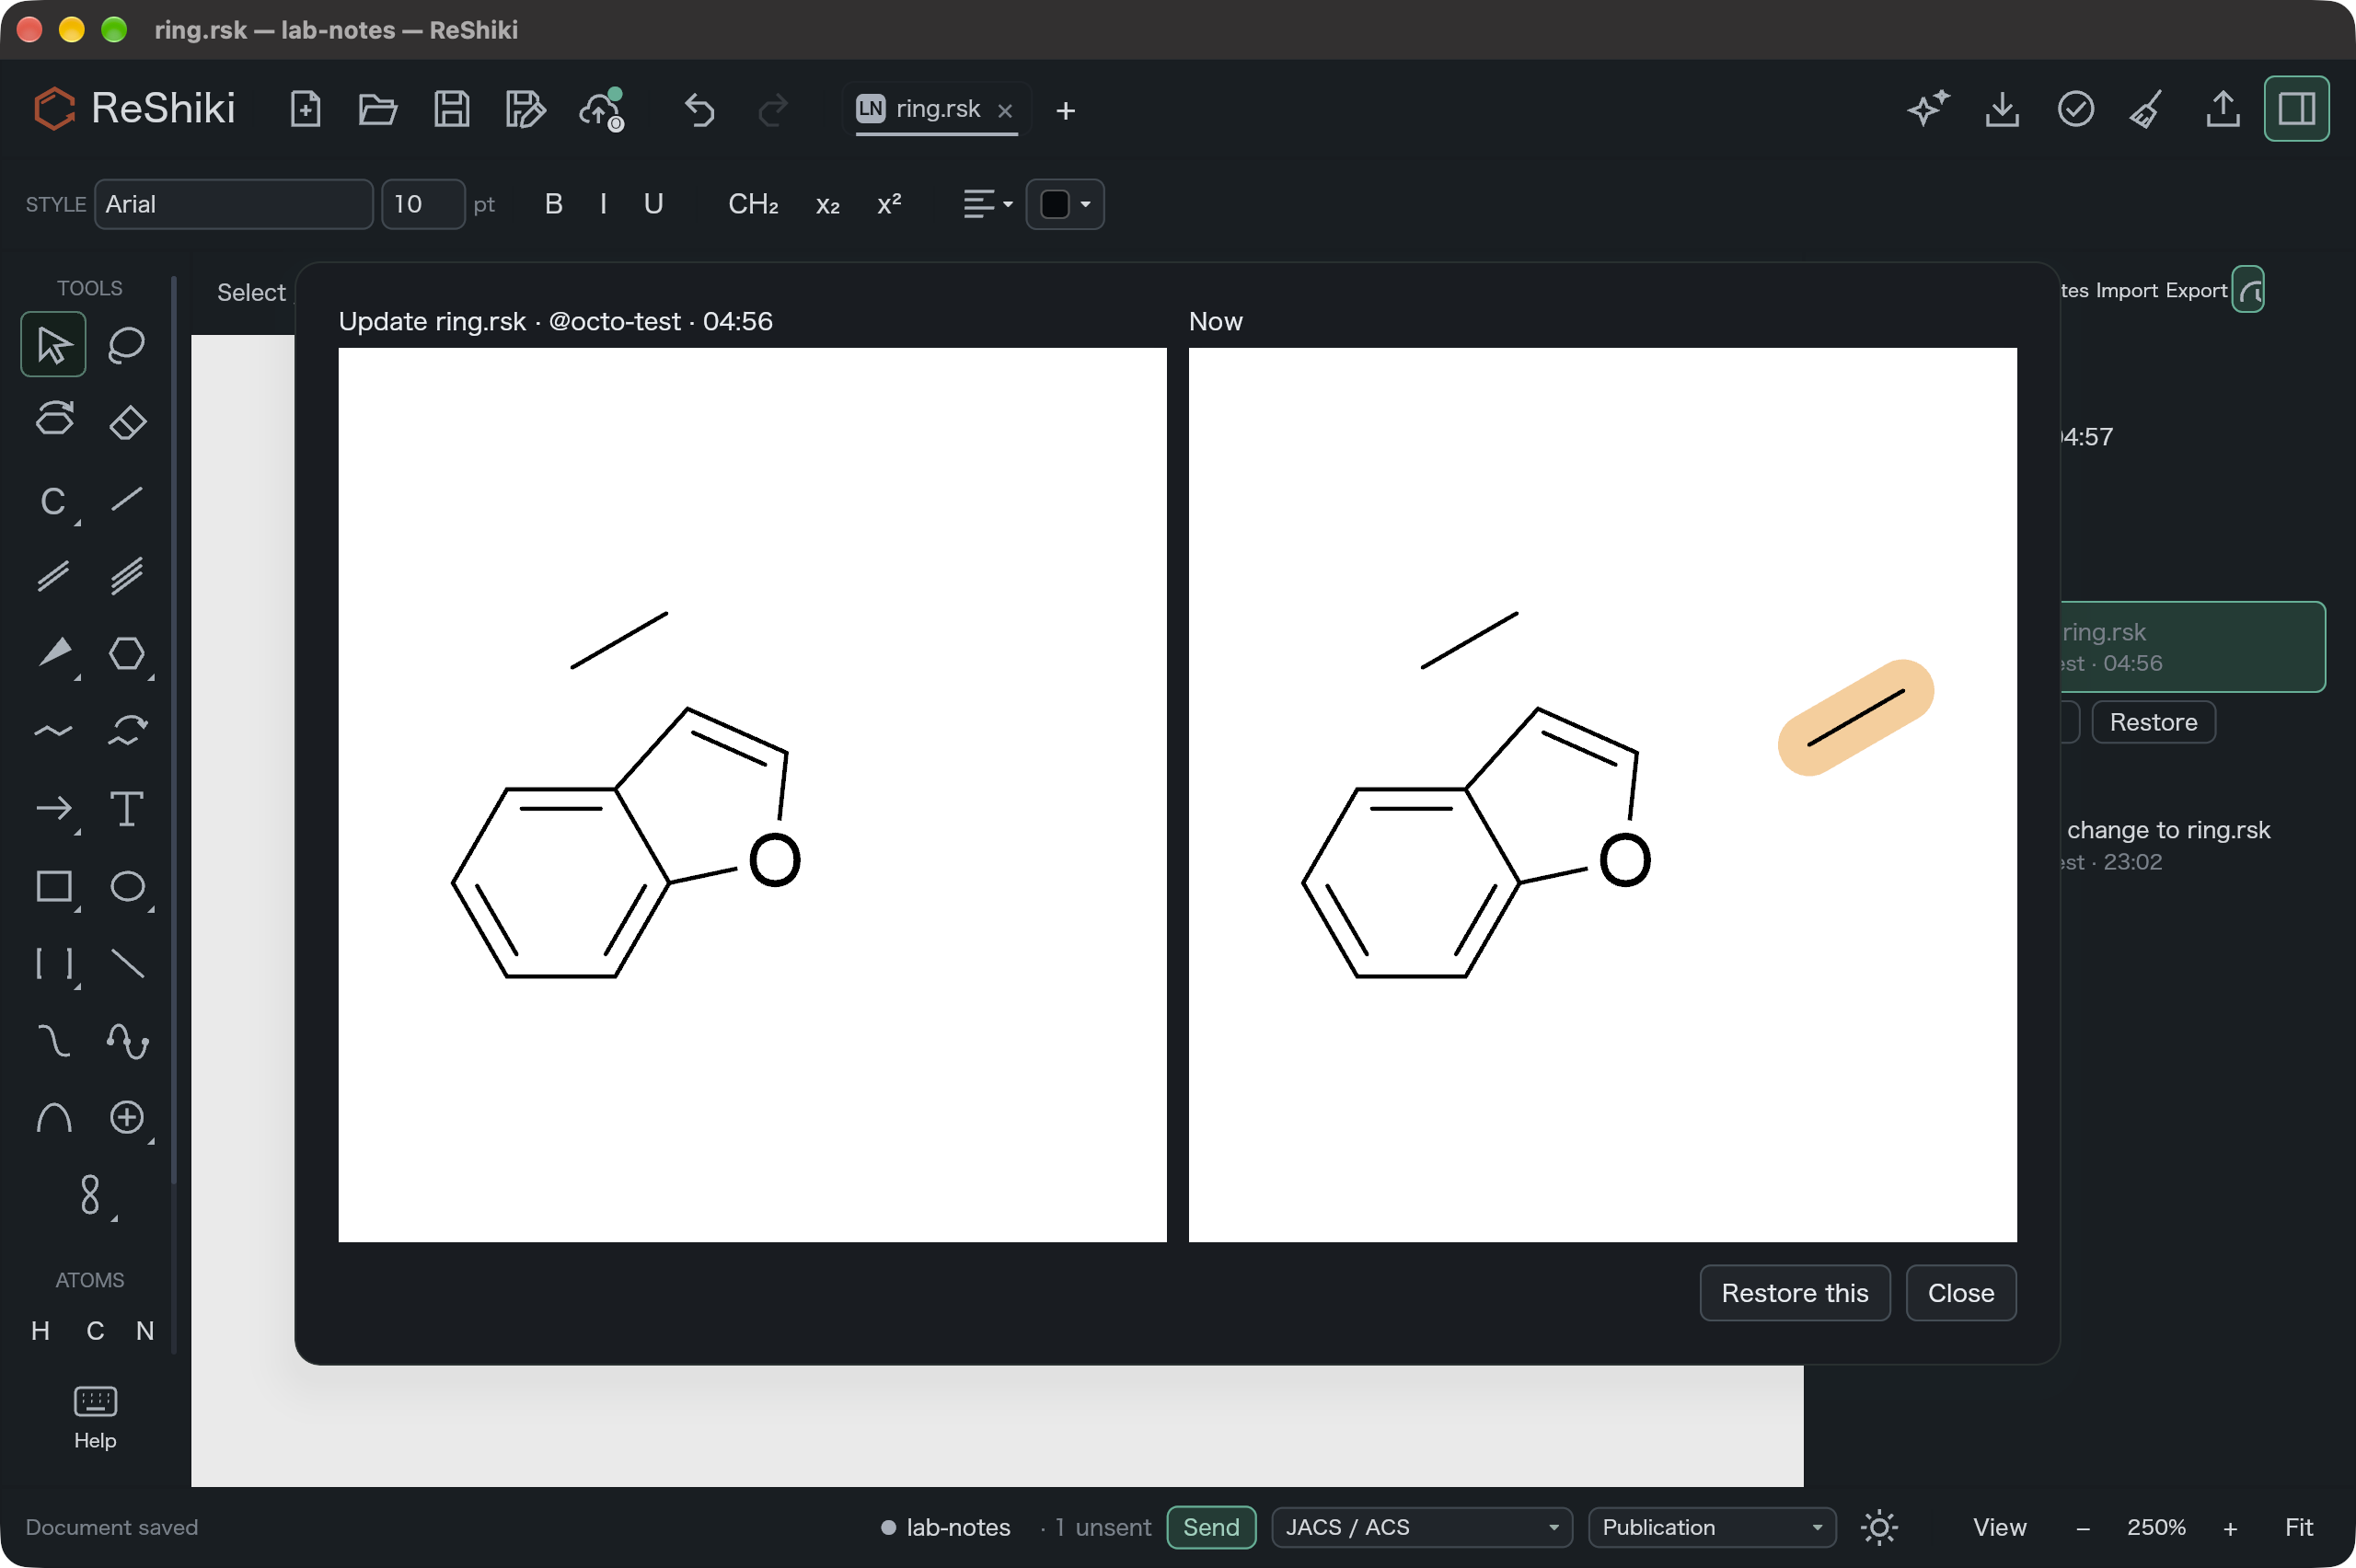 ring.rsk — lab-notes — ReShiki
ReShiki
LN ring.rsk × +
STYLE Arial 10 pt B I U CH₂ x₂ x²
TOOLS
Select
tes Import Export
Update ring.rsk · @octo-test · 04:56
Now
4:57
C
ring.rsk
est · 04:56
Restore
T
change to ring.rsk
est · 23:02
O
O
[ ]
ATOMS
H C N
Restore this Close
Help
Document saved
lab-notes · 1 unsent Send JACS / ACS Publication View − 250% + Fit